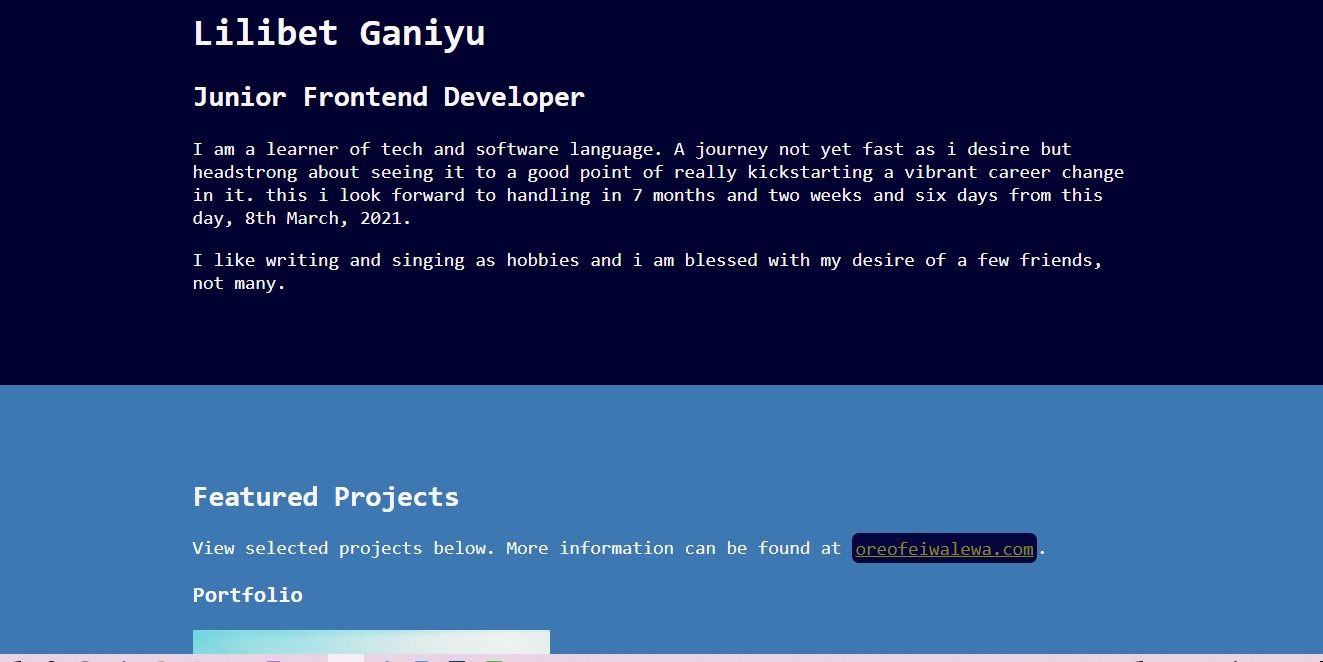 Lilibet Ganiyu
Junior Frontend Developer
I am a learner of tech and software language. A journey not yet fast as i desire but
headstrong about seeing it to a good point of really kickstarting a vibrant career change
in it. this i look forward to handling in 7 months and two weeks and six days from this
day, 8th March, 2021.
I like writing and singing as hobbies and i am blessed with my desire of a few friends,
not many.
Featured Projects
View selected projects below. More information can be found at oreofeiwalewa.com.
Portfolio